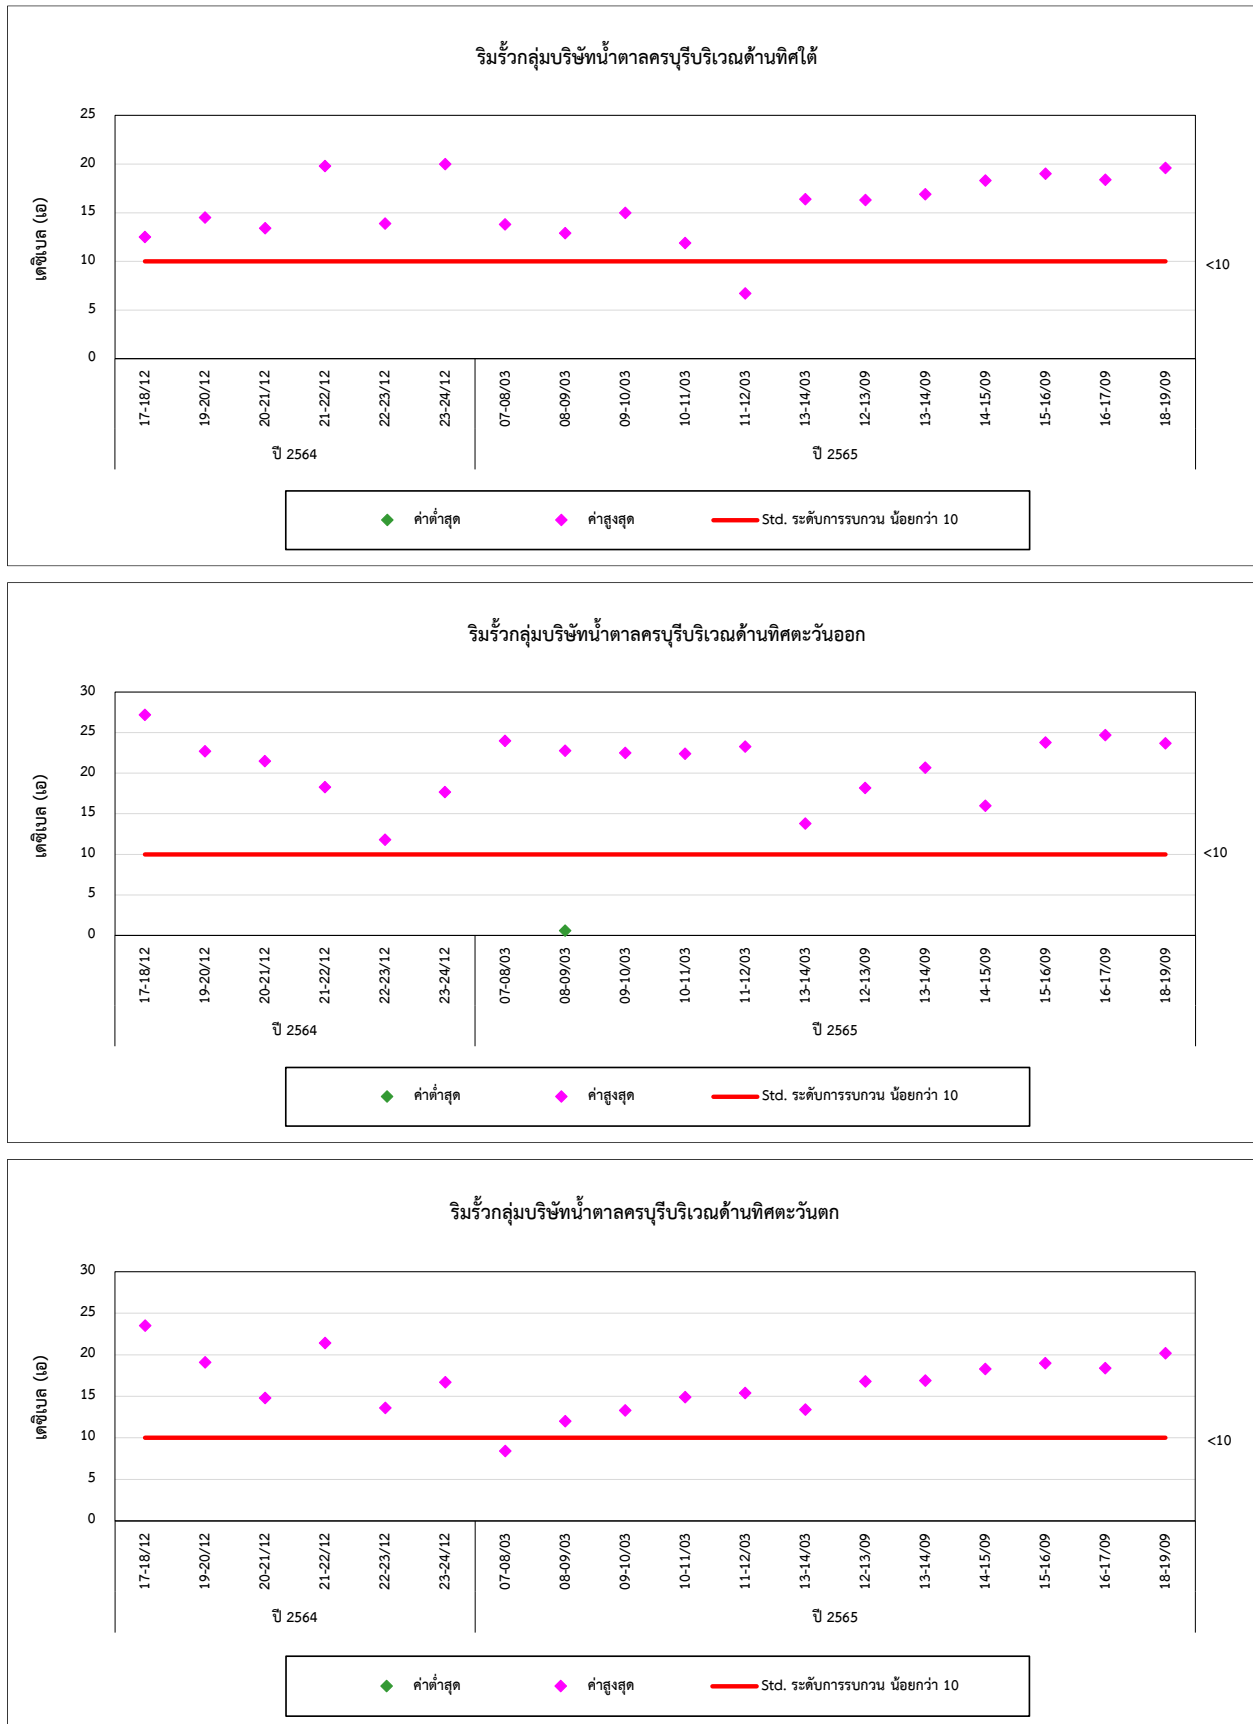 ริมรั้วกลุ่มบริษัทน้ำตาลครบุรีบริเวณด้านทิศใต้
เดซิเบล (เอ)
25
20
15
10
5
0
<10
17-18/12 19-20/12 20-21/12 21-22/12 22-23/12 23-24/12 07-08/03 08-09/03 09-10/03 10-11/03 11-12/03 13-14/03 12-13/09 13-14/09 14-15/09 15-16/09 16-17/09 18-19/09
ปี 2564 ปี 2565
ค่าต่ำสุด ค่าสูงสุด Std. ระดับการรบกวน น้อยกว่า 10
ริมรั้วกลุ่มบริษัทน้ำตาลครบุรีบริเวณด้านทิศตะวันออก
เดซิเบล (เอ)
30
25
20
15
10
5
0
<10
17-18/12 19-20/12 20-21/12 21-22/12 22-23/12 23-24/12 07-08/03 08-09/03 09-10/03 10-11/03 11-12/03 13-14/03 12-13/09 13-14/09 14-15/09 15-16/09 16-17/09 18-19/09
ปี 2564 ปี 2565
ค่าต่ำสุด ค่าสูงสุด Std. ระดับการรบกวน น้อยกว่า 10
ริมรั้วกลุ่มบริษัทน้ำตาลครบุรีบริเวณด้านทิศตะวันตก
เดซิเบล (เอ)
30
25
20
15
10
5
0
<10
17-18/12 19-20/12 20-21/12 21-22/12 22-23/12 23-24/12 07-08/03 08-09/03 09-10/03 10-11/03 11-12/03 13-14/03 12-13/09 13-14/09 14-15/09 15-16/09 16-17/09 18-19/09
ปี 2564 ปี 2565
ค่าต่ำสุด ค่าสูงสุด Std. ระดับการรบกวน น้อยกว่า 10